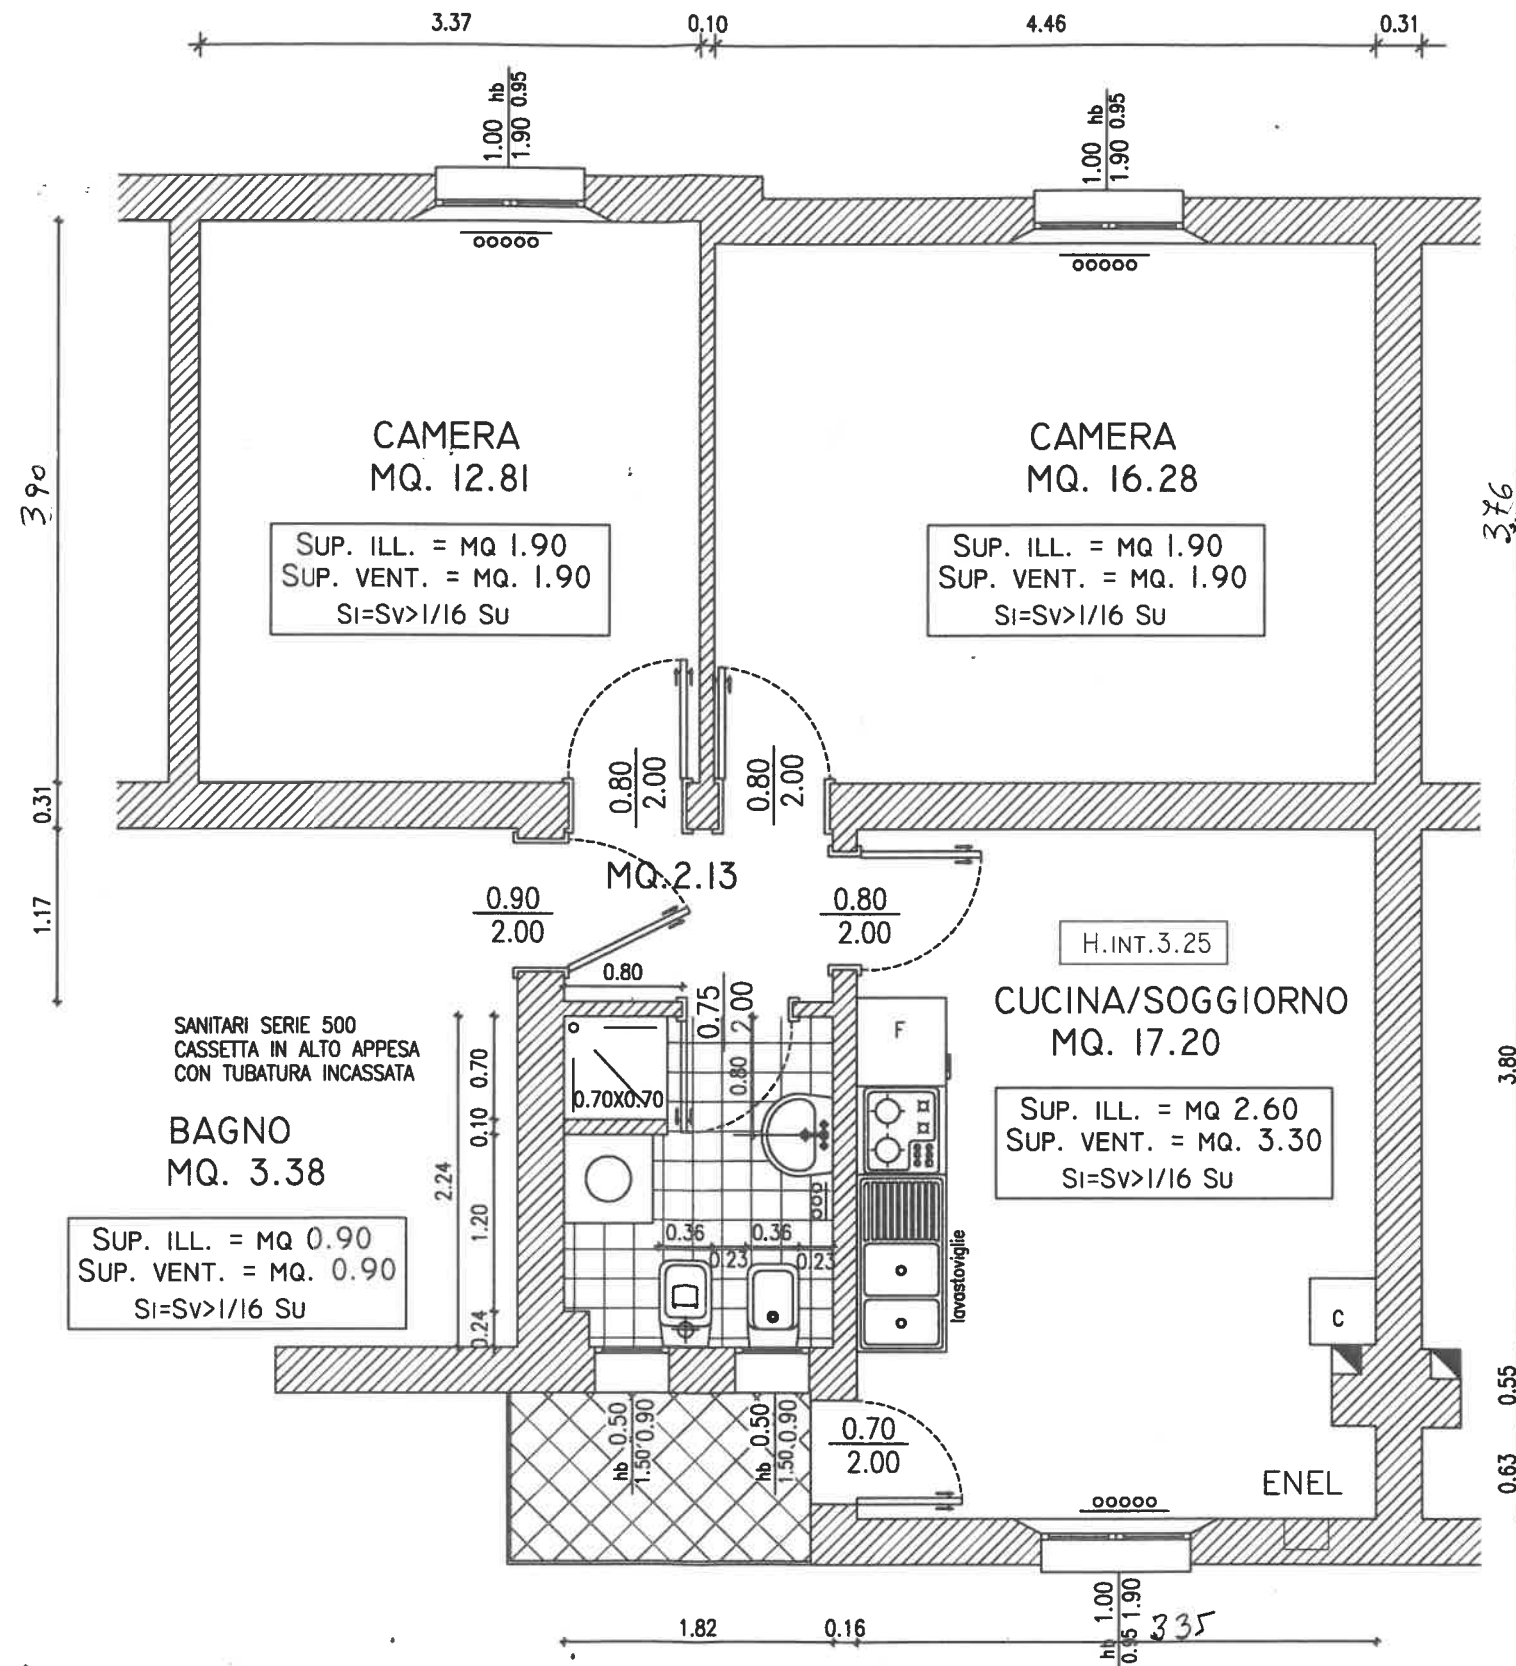 3.37 0.10 4.46 0.31
1.00 hb
1.90 0.95
1.00 hb
1.90 0.95
CAMERA
MQ. 12.81
SUP. ILL. = MQ 1.90
SUP. VENT. = MQ. 1.90
SI=SV>1/16 SU
CAMERA
MQ. 16.28
SUP. ILL. = MQ 1.90
SUP. VENT. = MQ. 1.90
SI=SV>1/16 SU
390
376
0.80
2.00
0.80
2.00
0.31
1.17
MQ.2.13
0.90
2.00
0.80
2.00
H.INT.3.25
0.80
0.75
2.00
CUCINA/SOGGIORNO
MQ. 17.20
SUP. ILL. = MQ 2.60
SUP. VENT. = MQ. 3.30
SI=SV>1/16 SU
SANITARI SERIE 500
CASSETTA IN ALTO APPESA
CON TUBATURA INCASSATA
BAGNO
MQ. 3.38
SUP. ILL. = MQ 0.90
SUP. VENT. = MQ. 0.90
SI=SV>1/16 SU
2.24
0.70
0.10
1.20
0.24
0.70X0.70
0.80
F
0.36 0.36
0.23 0.23
lavastoviglie
C
3.80
0.55
0.63
hb 0.50
1.50 0.90
hb 0.50
1.50 0.90
0.70
2.00
ENEL
1.82 0.16 335
hb 1.00
0.95 1.90